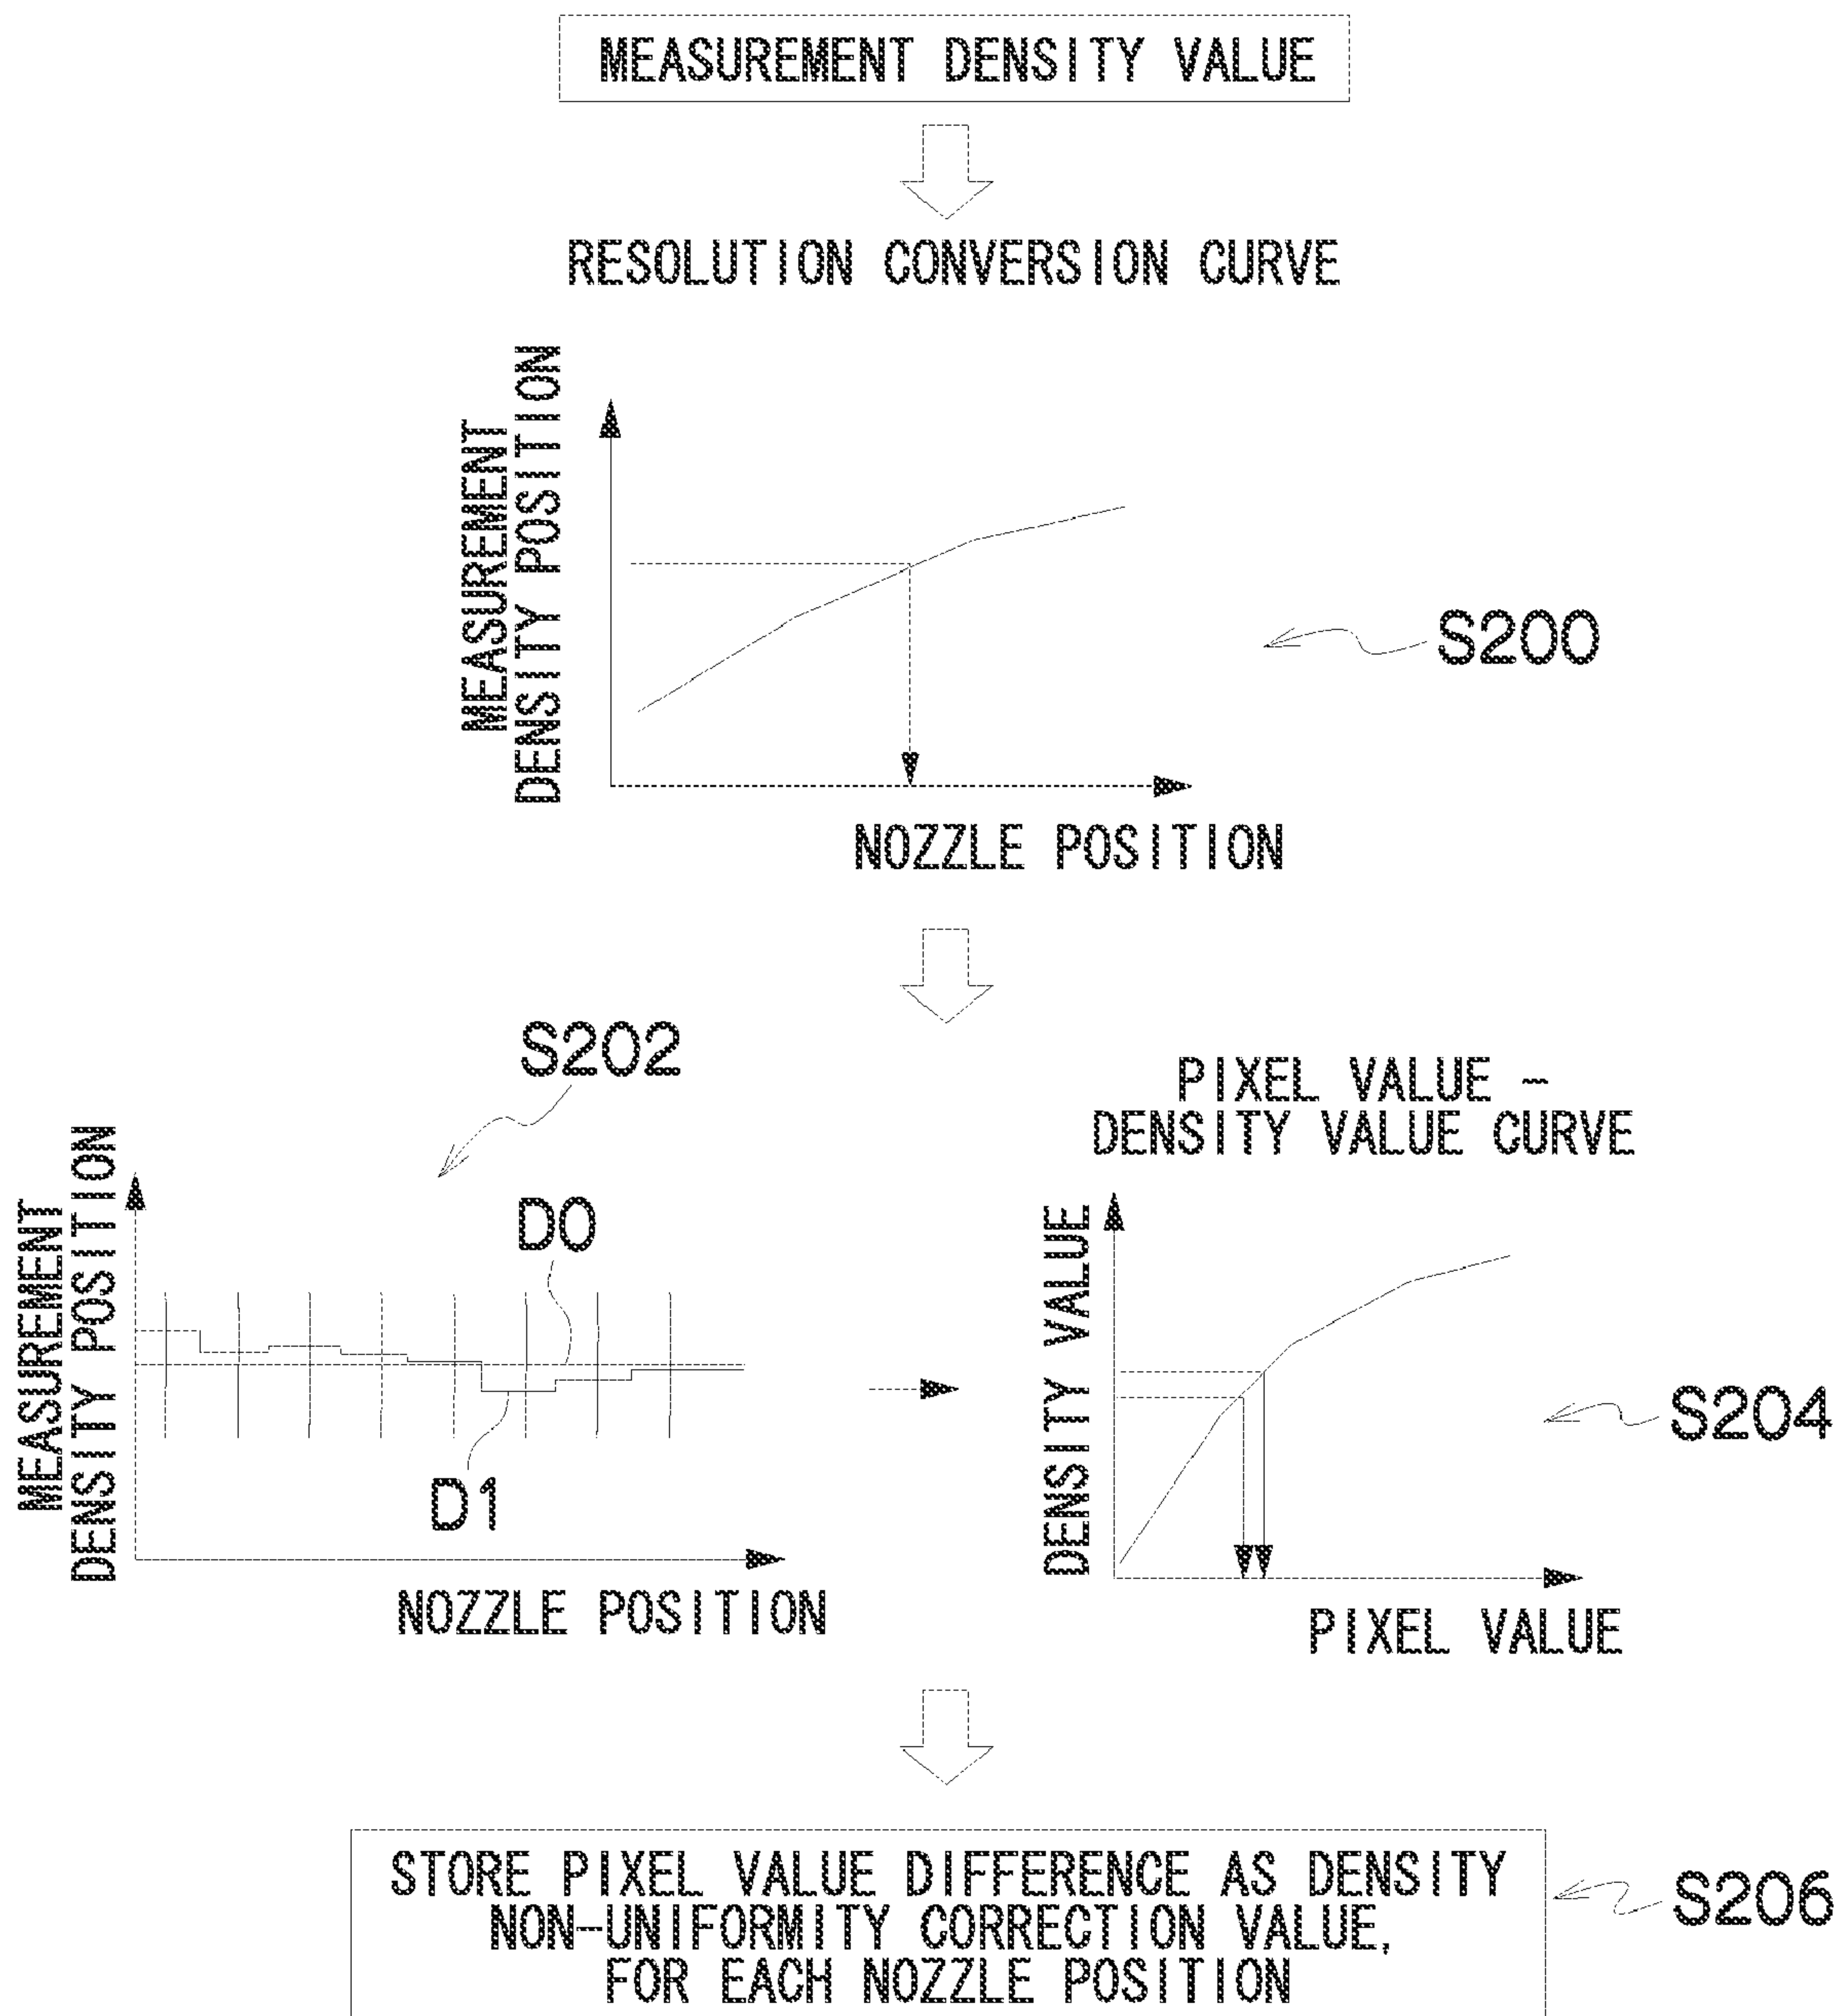 MEASUREMENT DENSITY VALUE
RESOLUTION CONVERSION CURVE
MEASUREMENT
DENSITY POSITION
S200
NOZZLE POSITION
S202
PIXEL VALUE -
DENSITY VALUE CURVE
MEASUREMENT
DENSITY POSITION
D0
D1
NOZZLE POSITION
DENSITY VALUE
S204
PIXEL VALUE
STORE PIXEL VALUE DIFFERENCE AS DENSITY
NON-UNIFORMITY CORRECTION VALUE,
FOR EACH NOZZLE POSITION
S206